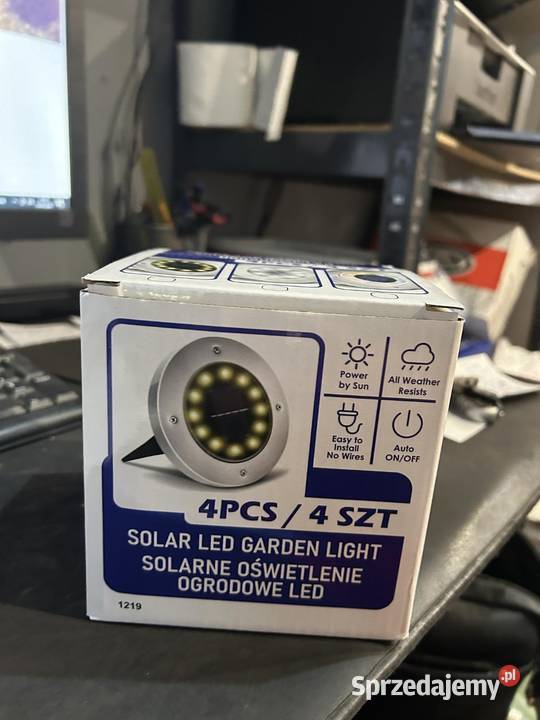 Power
by Sun
All Weather
Resists
Easy to
Install
No Wires
Auto
ON/OFF
4PCS / 4 SZT
SOLAR LED GARDEN LIGHT
SOLARNE OŚWIETLENIE
OGRODOWE LED
1219
Sprzedajemy.pl